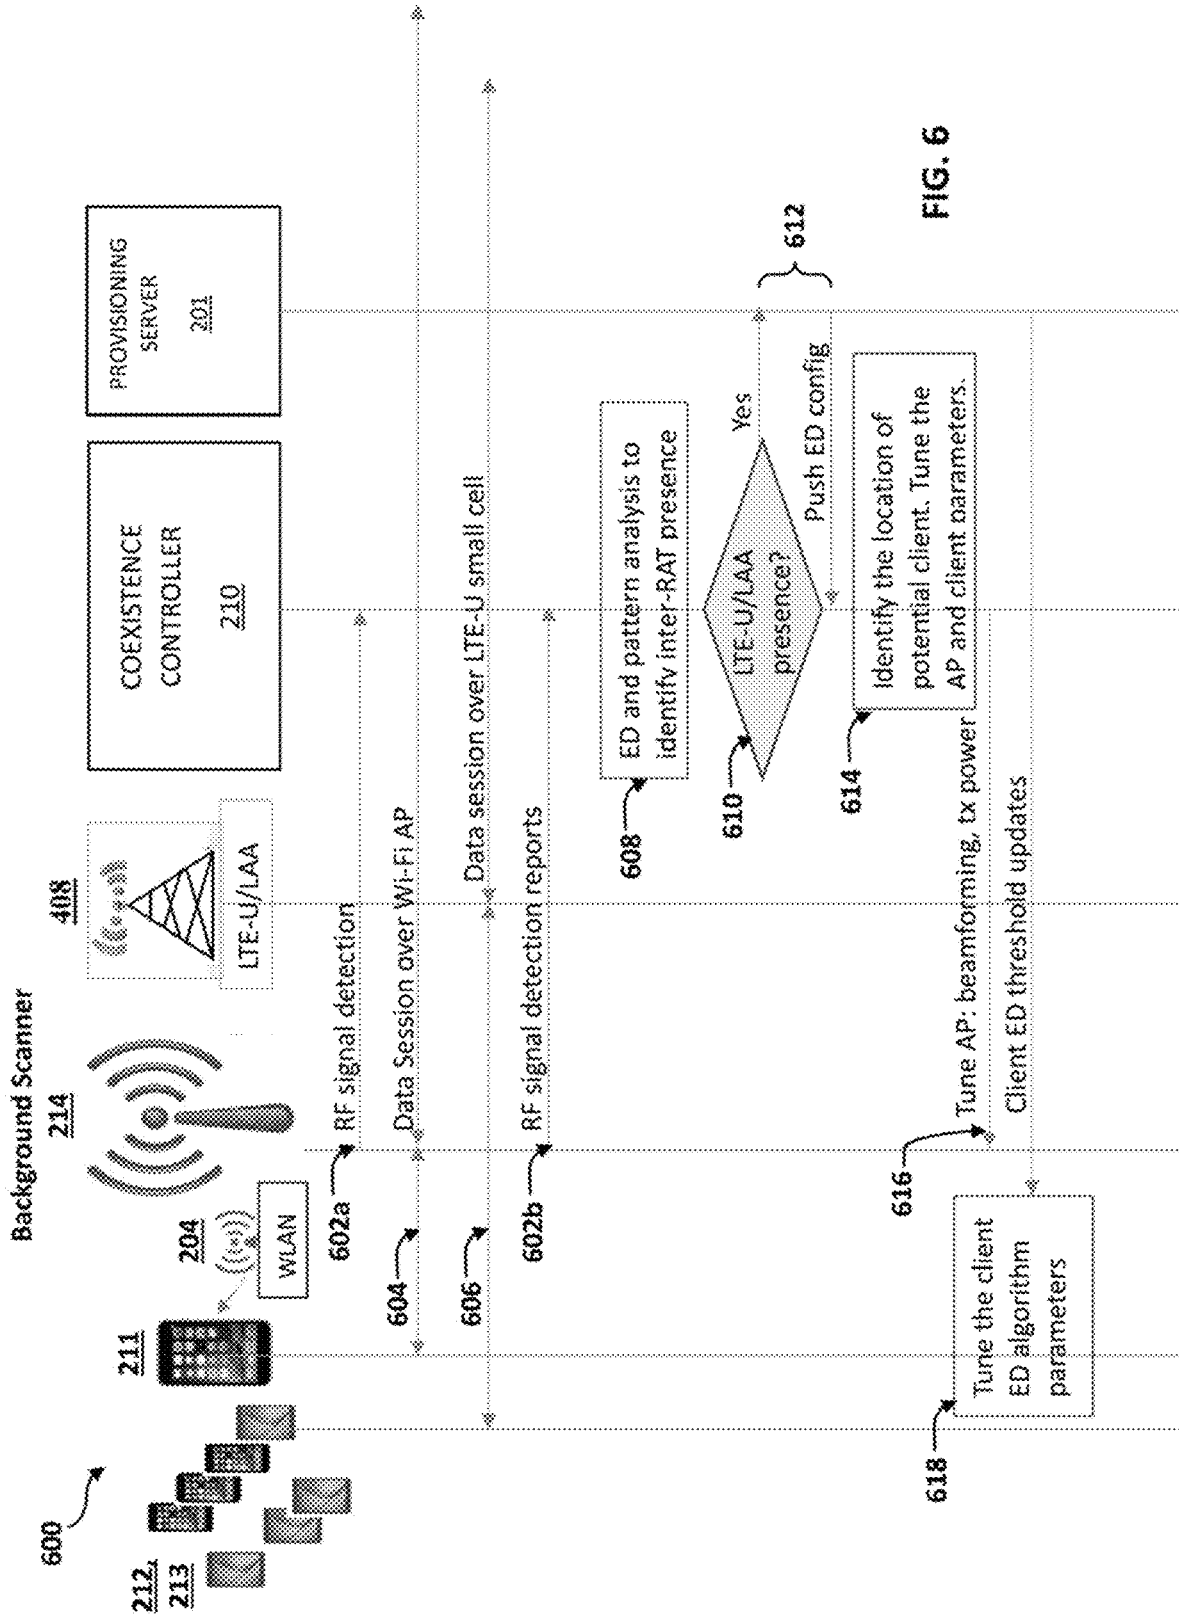 600
212,
213
211
204
WLAN
Background Scanner
214
408
LTE-U/LAA
COEXISTENCE
CONTROLLER
210
PROVISIONING
SERVER
201
602a
RF signal detection
604
Data Session over Wi-Fi AP
606
Data session over LTE-U small cell
602b
RF signal detection reports
608
ED and pattern analysis to
identify inter-RAT presence
610
LTE-U/LAA
presence?
Yes
612
Push ED config
614
Identify the location of
potential client. Tune the
AP and client parameters.
616
Tune AP: beamforming, tx power
Client ED threshold updates
618
Tune the client
ED algorithm
parameters
FIG. 6